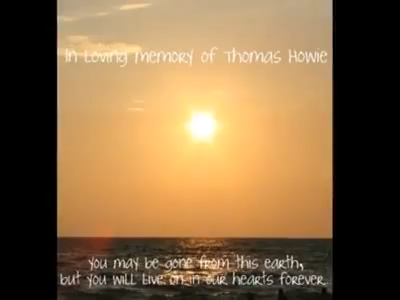 In Loving Memory of Thomas Howie
you may be gone from this earth,
but you will live on in our hearts forever.